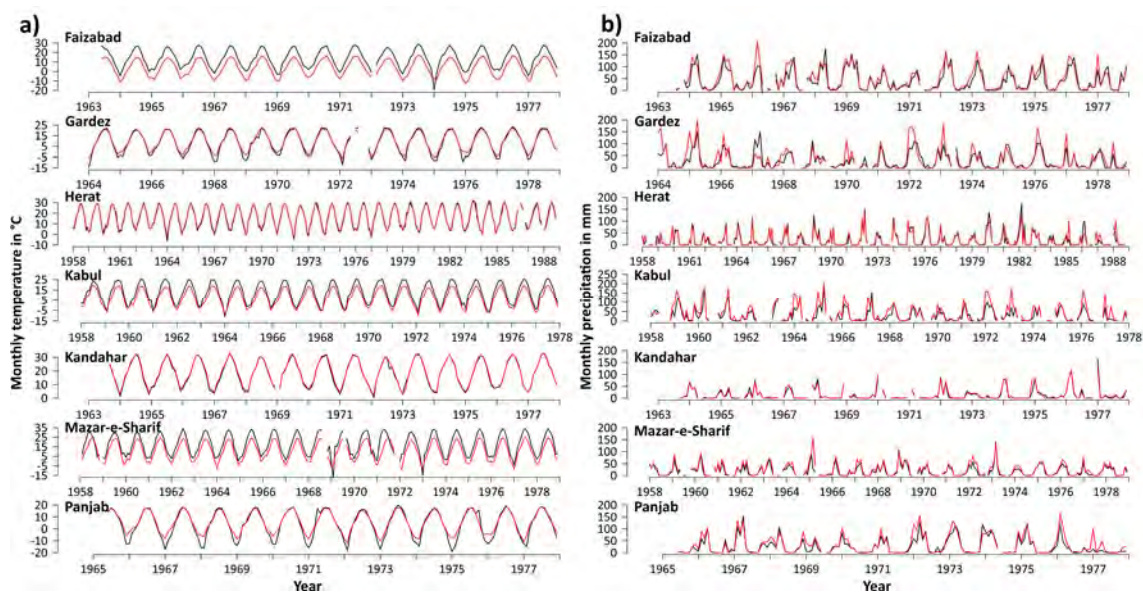 a)
Monthly temperature in °C
Faizabad
30
20
10
0
-10
-20
1963 1965 1967 1969 1971 1973 1975 1977
Gardez
25
15
5
-5
-15
1964 1966 1968 1970 1972 1974 1976 1978
Herat
30
20
10
0
-10
1958 1961 1964 1967 1970 1973 1976 1979 1982 1985 1988
Kabul
25
15
5
-5
-15
1958 1960 1962 1964 1966 1968 1970 1972 1974 1976 1978
Kandahar
30
20
10
0
1963 1965 1967 1969 1971 1973 1975 1977
Mazar-e-Sharif
35
25
15
5
-5
-15
1958 1960 1962 1964 1966 1968 1970 1972 1974 1976 1978
Panjab
20
10
0
-10
-20
1965 1967 1969 1971 1973 1975 1977
Year
b)
Monthly precipitation in mm
Faizabad
200
150
100
50
0
1963 1965 1967 1969 1971 1973 1975 1977
Gardez
200
150
100
50
0
1964 1966 1968 1970 1972 1974 1976 1978
Herat
200
150
100
50
0
1958 1961 1964 1967 1970 1973 1976 1979 1982 1985 1988
Kabul
250
200
150
100
50
0
1958 1960 1962 1964 1966 1968 1970 1972 1974 1976 1978
Kandahar
200
150
100
50
0
1963 1965 1967 1969 1971 1973 1975 1977
Mazar-e-Sharif
200
150
100
50
0
1958 1960 1962 1964 1966 1968 1970 1972 1974 1976 1978
Panjab
200
150
100
50
0
1965 1967 1969 1971 1973 1975 1977
Year